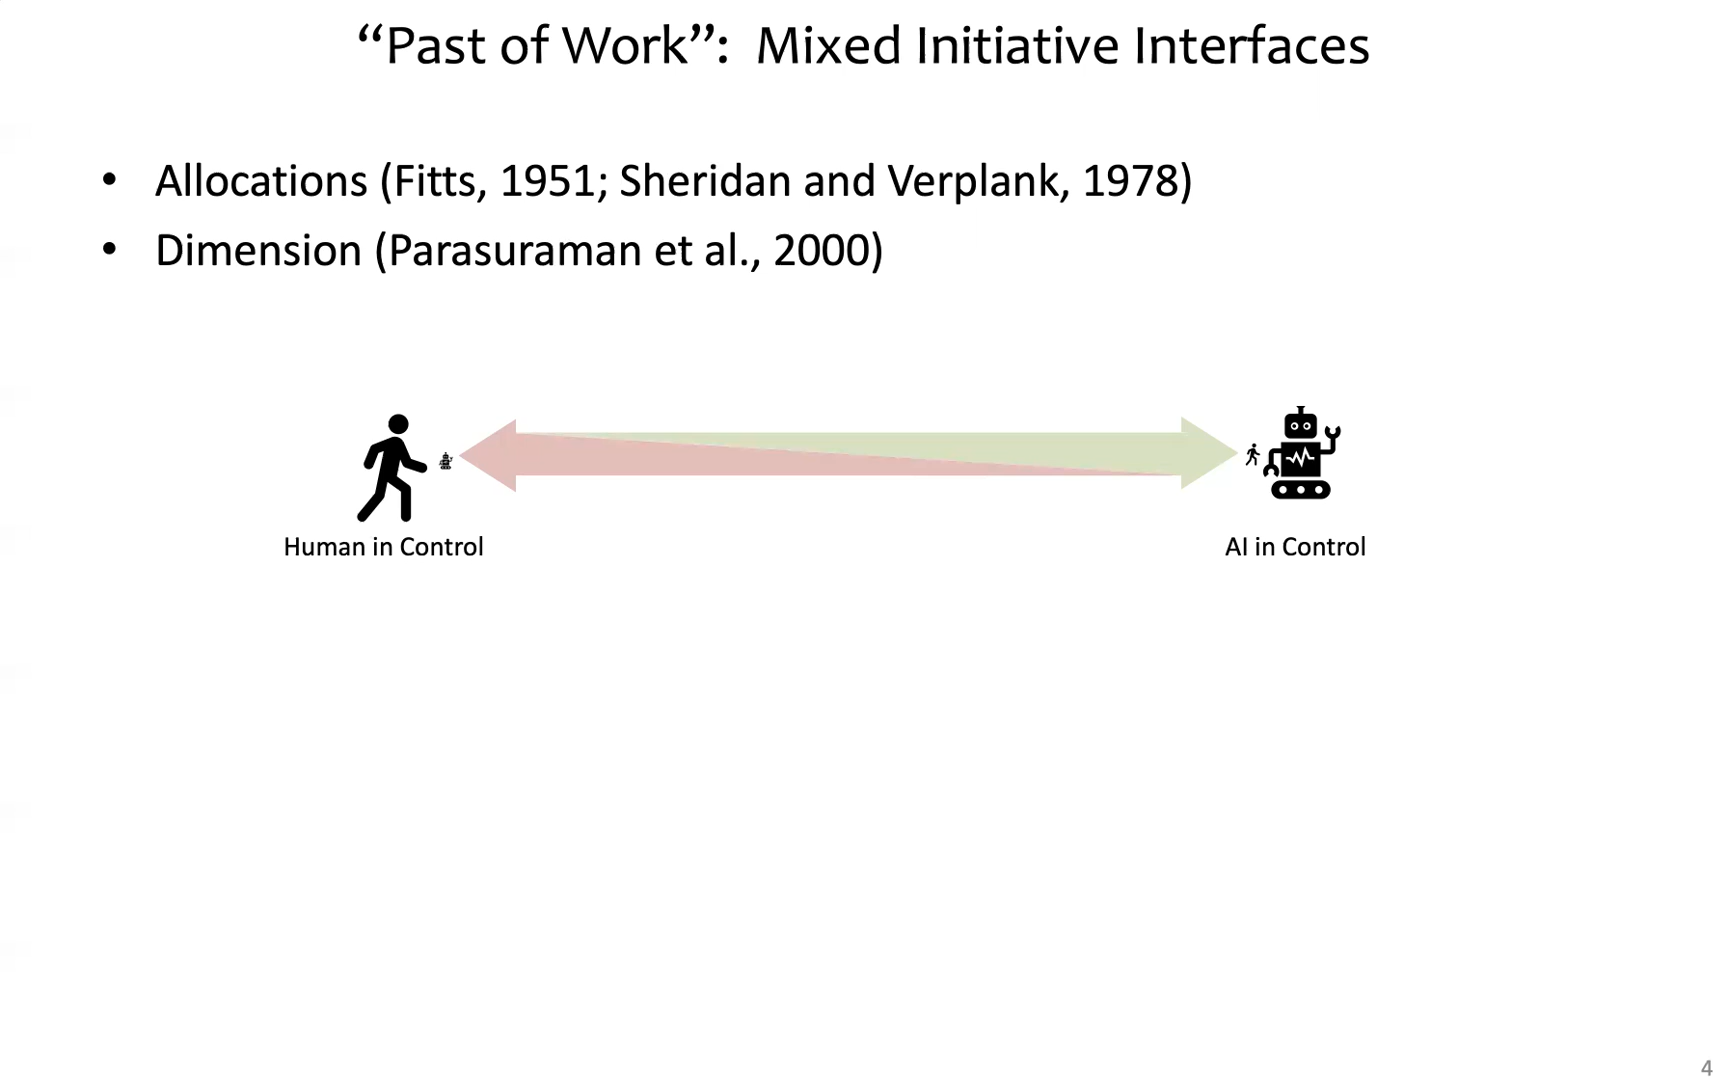 “Past of Work”:  Mixed Initiative Interfaces
• Allocations (Fitts, 1951; Sheridan and Verplank, 1978)
• Dimension (Parasuraman et al., 2000)
Human in Control
AI in Control
4